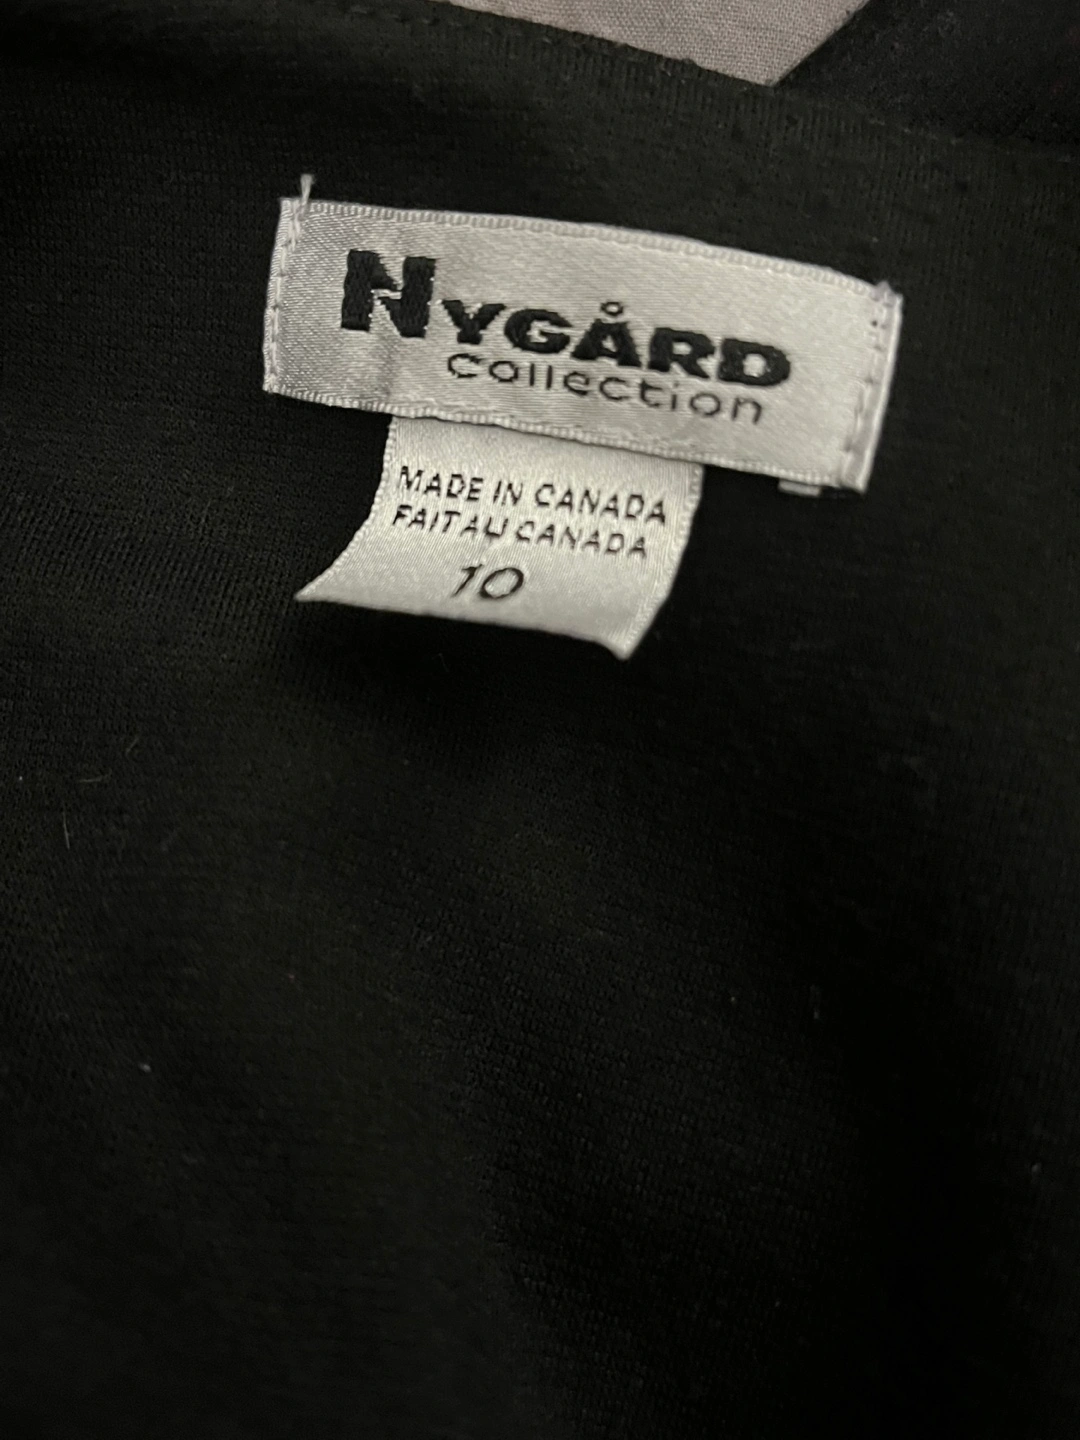 NYGÅRD
Collection
MADE IN CANADA
FAIT AU CANADA
10